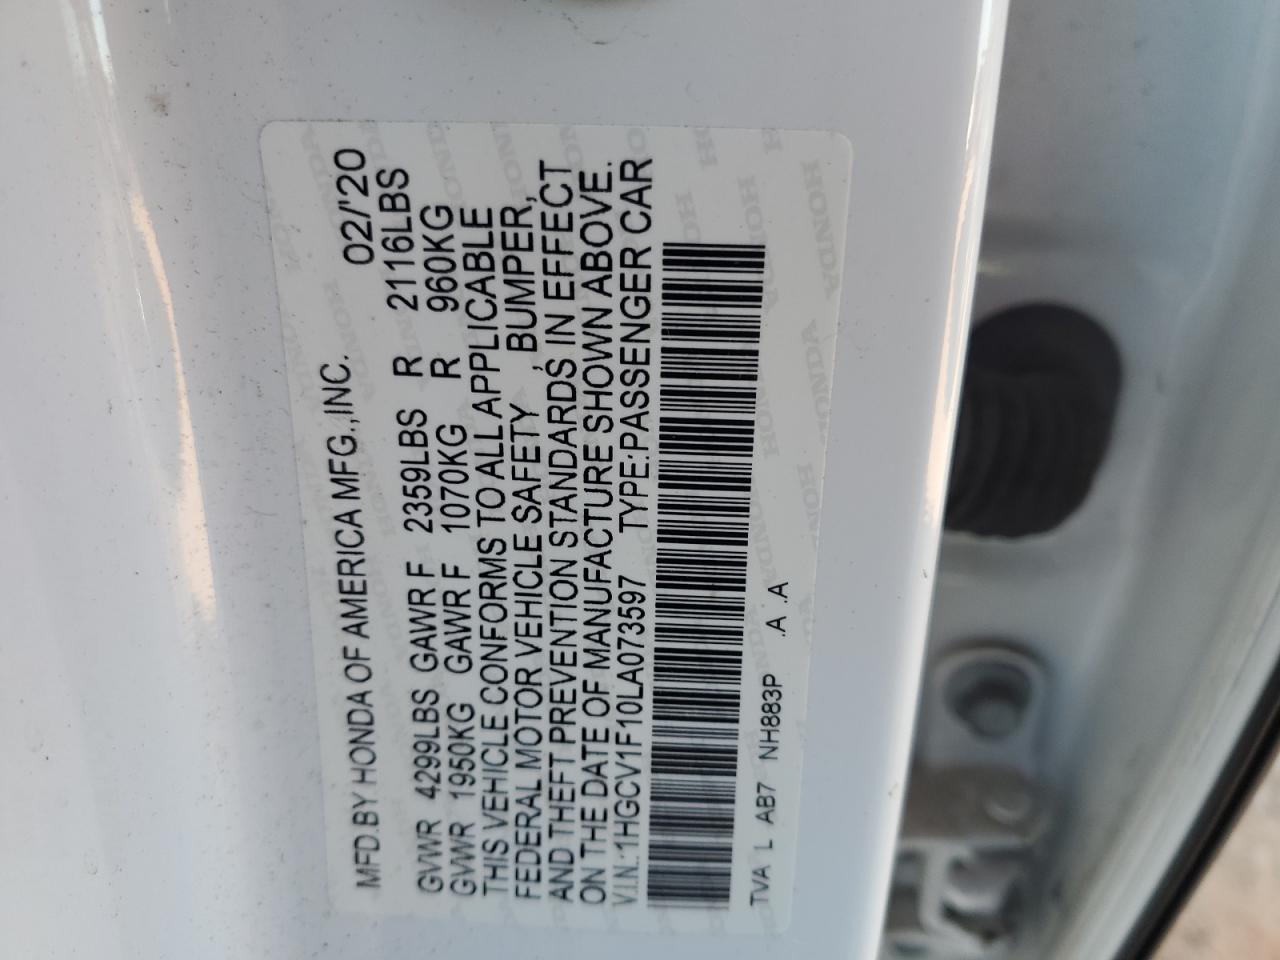 MFD.BY HONDA OF AMERICA MFG.,INC. 02/'20
GVWR 4299LBS GAWR F 2359LBS R 2116LBS
GVWR 1950KG GAWR F 1070KG R 960KG
THIS VEHICLE CONFORMS TO ALL APPLICABLE
FEDERAL MOTOR VEHICLE SAFETY , BUMPER,
AND THEFT PREVENTION STANDARDS IN EFFECT
ON THE DATE OF MANUFACTURE SHOWN ABOVE.
V.I.N.:1HGCV1F10LA073597 TYPE:PASSENGER CAR
TVA L AB7 NH883P .A .A